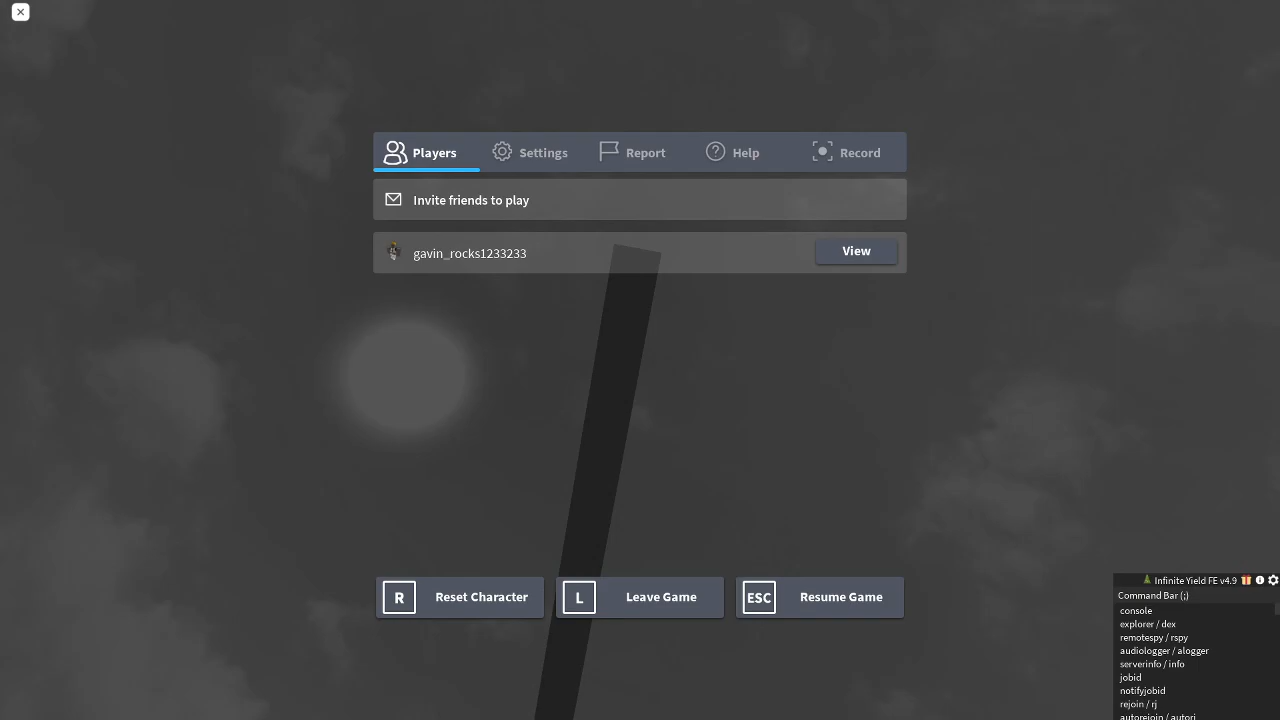 Players
Settings
Report
Help
Record
Invite friends to play
gavin_rocks1233233
View
R Reset Character
L Leave Game
ESC Resume Game
Infinite Yield FE v4.9
Command Bar (;)
console
explorer / dex
remotespy / rspy
audiologger / alogger
serverinfo / info
jobid
notifyjobid
rejoin / rj
autorejoin / autorj